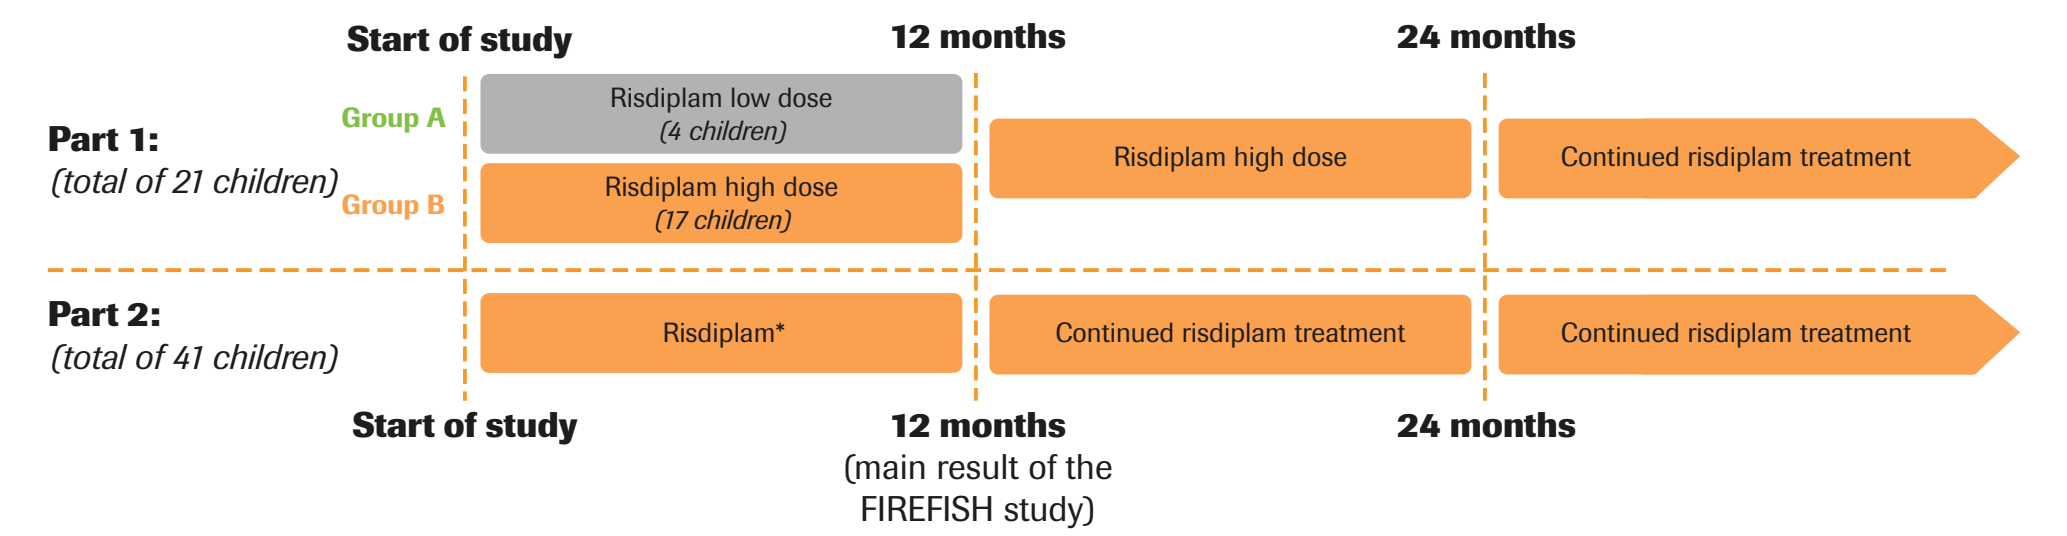 Start of study
12 months
24 months
Part 1:
(total of 21 children)
Group A
Risdiplam low dose
(4 children)
Group B
Risdiplam high dose
(17 children)
Risdiplam high dose
Continued risdiplam treatment
Part 2:
(total of 41 children)
Risdiplam*
Continued risdiplam treatment
Continued risdiplam treatment
Start of study
12 months
(main result of the
FIREFISH study)
24 months